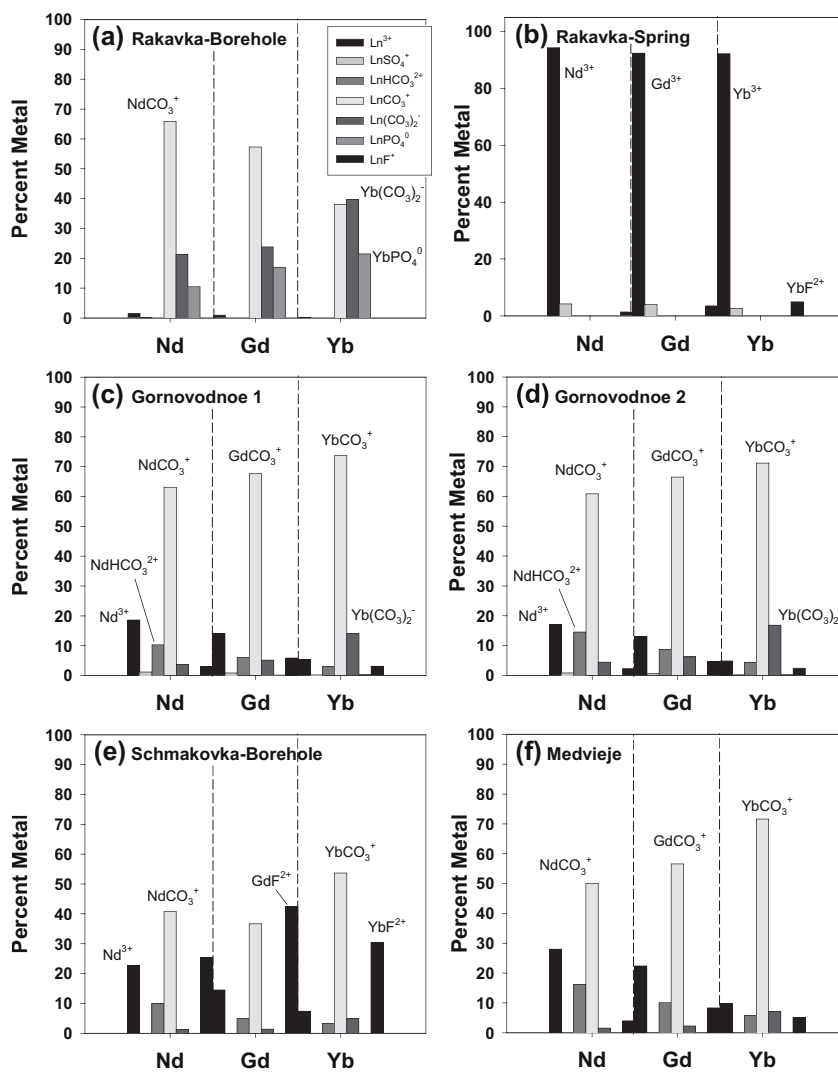 (a) Rakavka-Borehole
Ln³⁺
LnSO₄⁺
LnHCO₃²⁺
LnCO₃⁺
Ln(CO₃)₂⁻
LnPO₄⁰
LnF⁺
NdCO₃⁺
Yb(CO₃)₂⁻
YbPO₄⁰
Percent Metal
100
90
80
70
60
50
40
30
20
10
0
Nd Gd Yb
(b) Rakavka-Spring
Nd³⁺
Gd³⁺
Yb³⁺
YbF²⁺
Percent Metal
100
80
60
40
20
0
Nd Gd Yb
(c) Gornovodnoe 1
NdCO₃⁺
GdCO₃⁺
YbCO₃⁺
NdHCO₃²⁺
Nd³⁺
Yb(CO₃)₂⁻
Percent Metal
100
90
80
70
60
50
40
30
20
10
0
Nd Gd Yb
(d) Gornovodnoe 2
NdCO₃⁺
GdCO₃⁺
YbCO₃⁺
NdHCO₃²⁺
Nd³⁺
Yb(CO₃)₂
Percent Metal
100
90
80
70
60
50
40
30
20
10
0
Nd Gd Yb
(e) Schmakovka-Borehole
YbCO₃⁺
GdF²⁺
NdCO₃⁺
Nd³⁺
YbF²⁺
Percent Metal
100
90
80
70
60
50
40
30
20
10
0
Nd Gd Yb
(f) Medvieje
YbCO₃⁺
GdCO₃⁺
NdCO₃⁺
Percent Metal
100
90
80
70
60
50
40
30
20
10
0
Nd Gd Yb